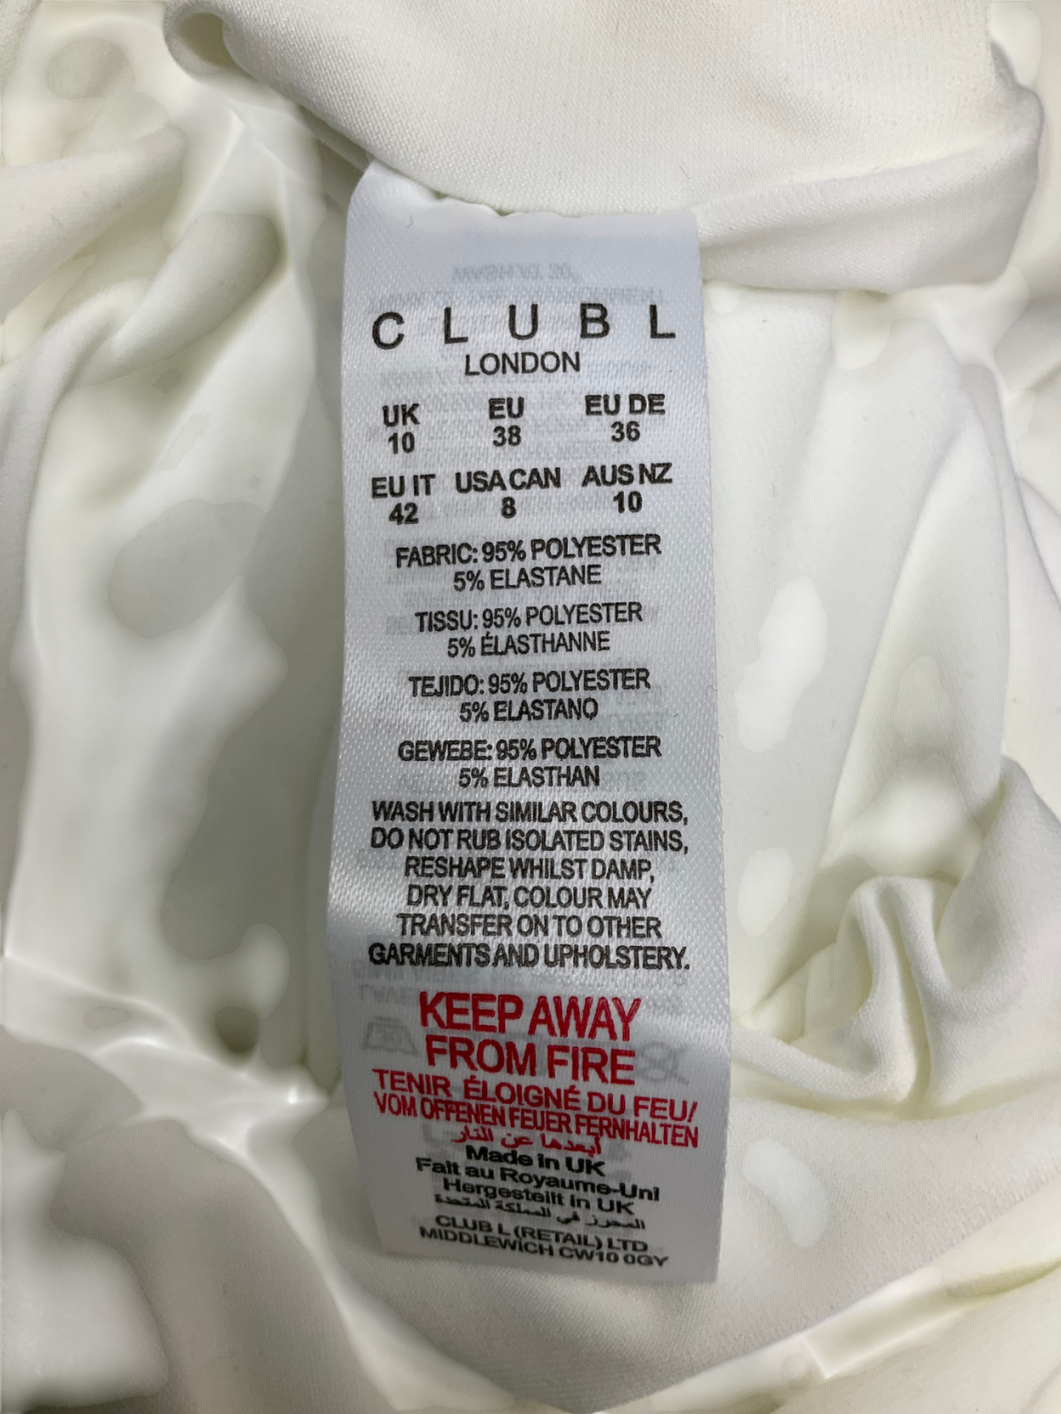 CLUB L
LONDON
UK EU EU DE
10 38 36
EU IT USA CAN AUS NZ
42 8 10
FABRIC: 95% POLYESTER
5% ELASTANE
TISSU: 95% POLYESTER
5% ÉLASTHANNE
TEJIDO: 95% POLYESTER
5% ELASTANO
GEWEBE: 95% POLYESTER
5% ELASTHAN
WASH WITH SIMILAR COLOURS,
DO NOT RUB ISOLATED STAINS,
RESHAPE WHILST DAMP,
DRY FLAT, COLOUR MAY
TRANSFER ON TO OTHER
GARMENTS AND UPHOLSTERY.
KEEP AWAY
FROM FIRE
TENIR ÉLOIGNÉ DU FEU/
VOM OFFENEN FEUER FERNHALTEN
أبعدها عن النار
Made in UK
Fait au Royaume-Uni
Hergestellt in UK
في المملكة المتحدة
CLUB L (RETAIL) LTD
MIDDLEWICH CW10 0GY